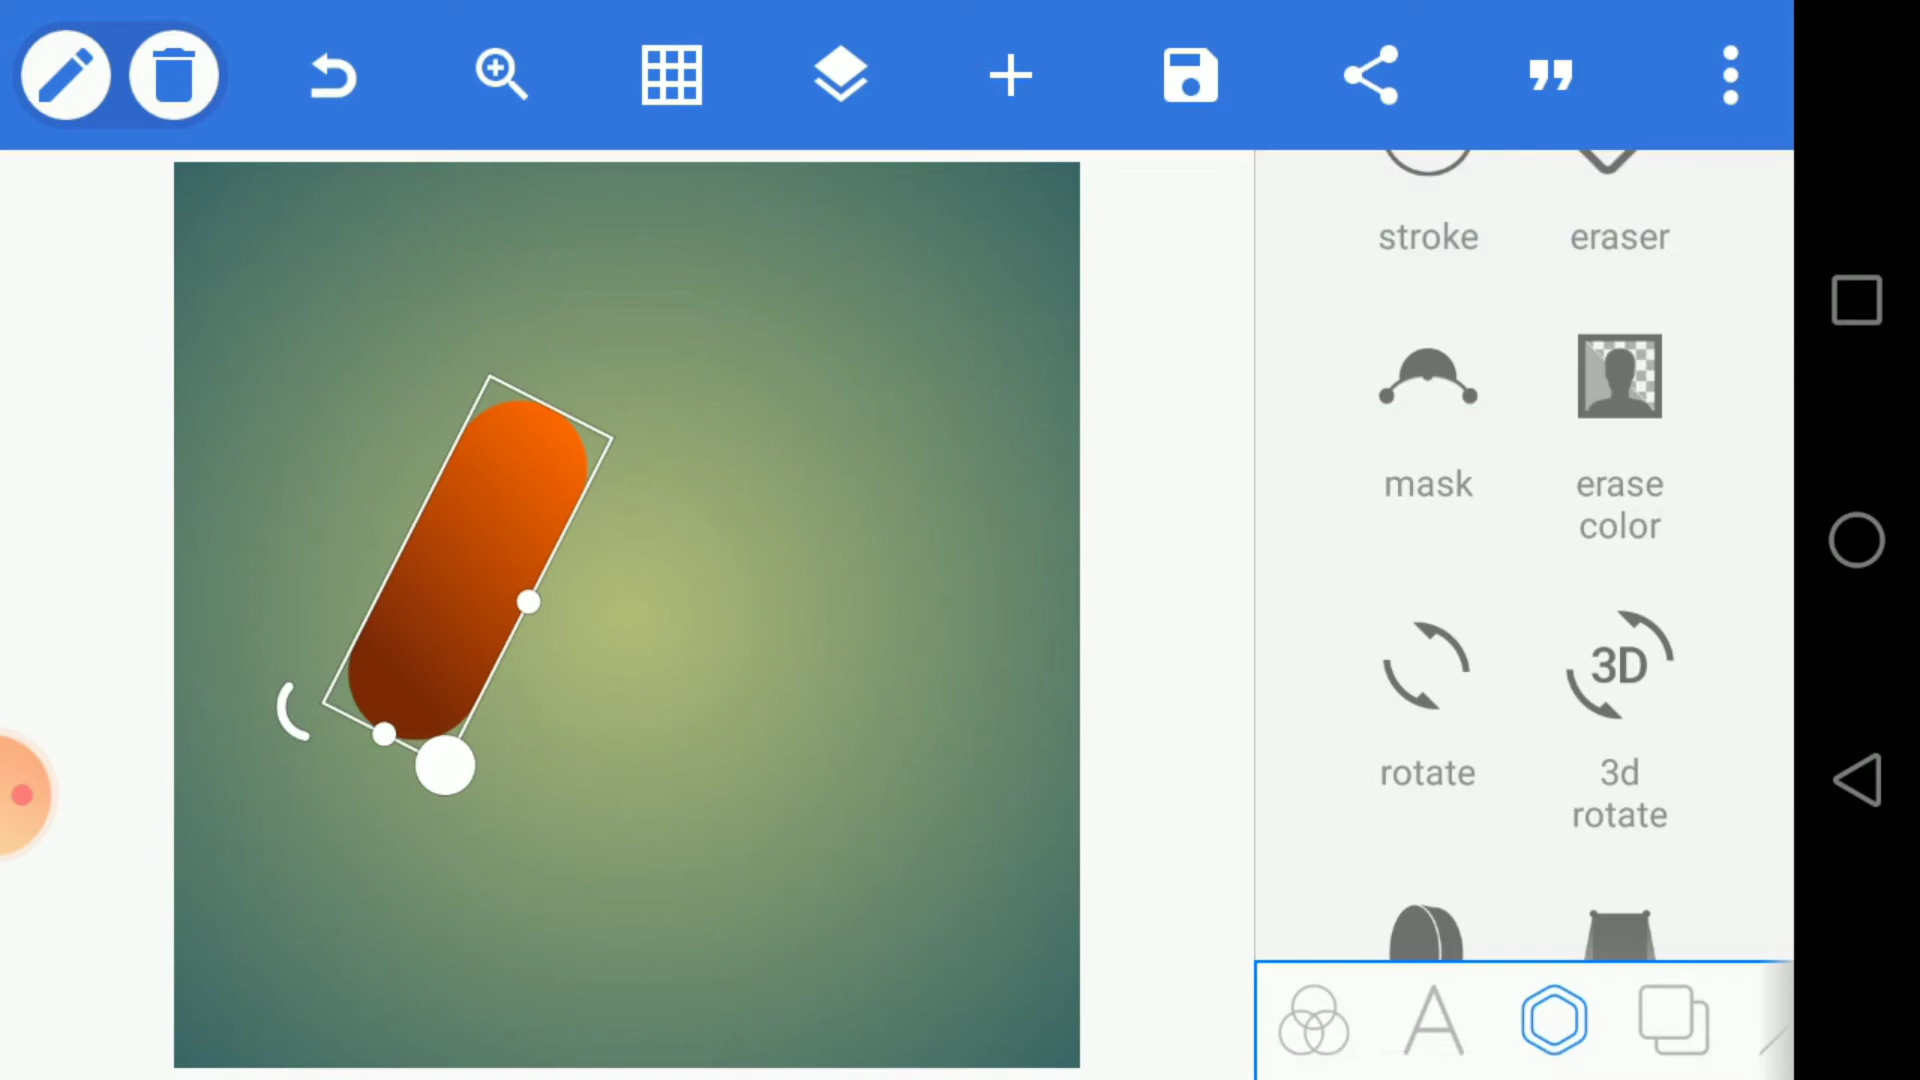 stroke
eraser
mask
erase
color
3D
rotate
3d
rotate